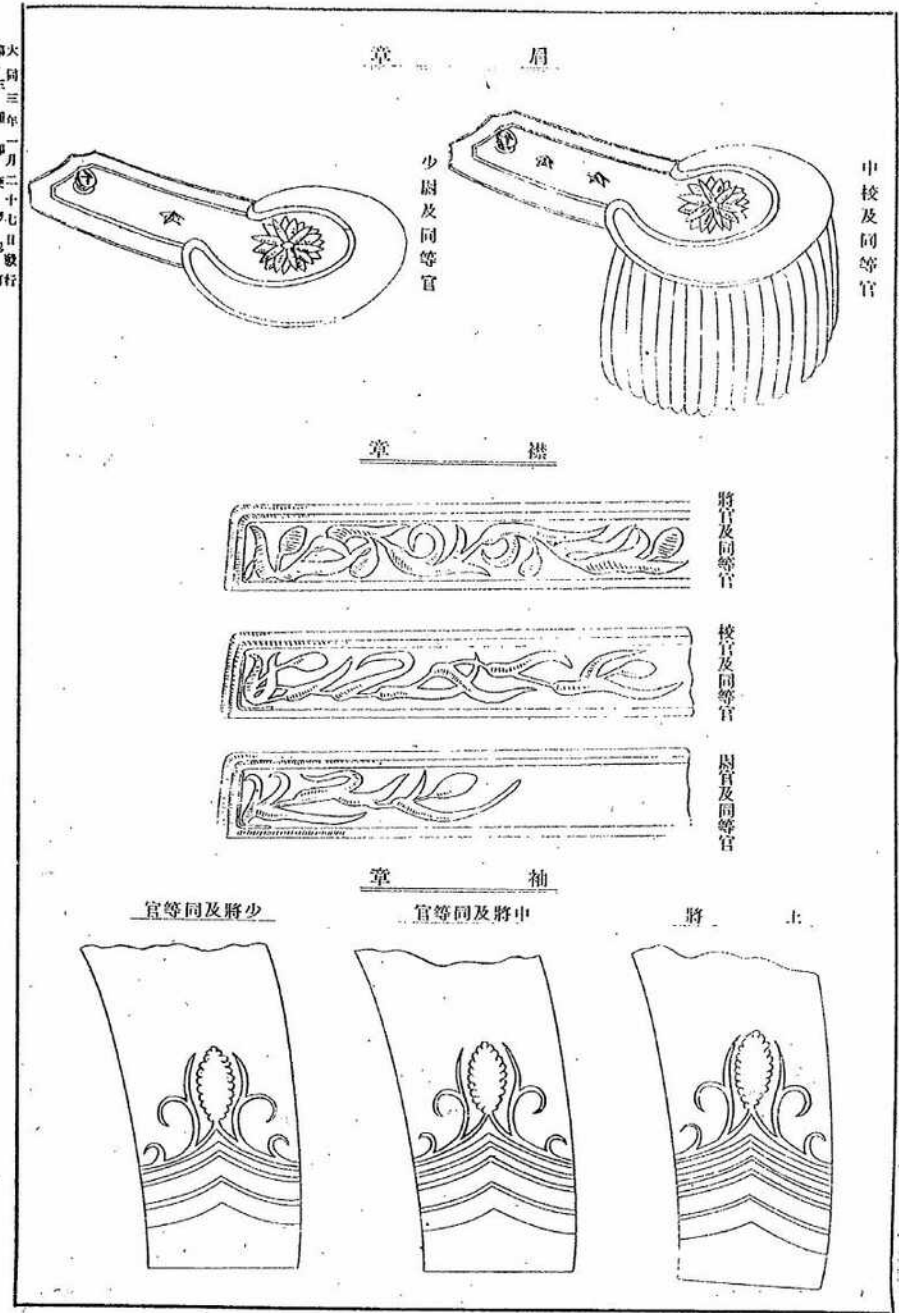 大同三年一月二十七日發行
肩章
中校及同等官
少尉及同等官
襟章
將官及同等官
校官及同等官
尉官及同等官
袖章
上將
中將及同等官
少將及同等官